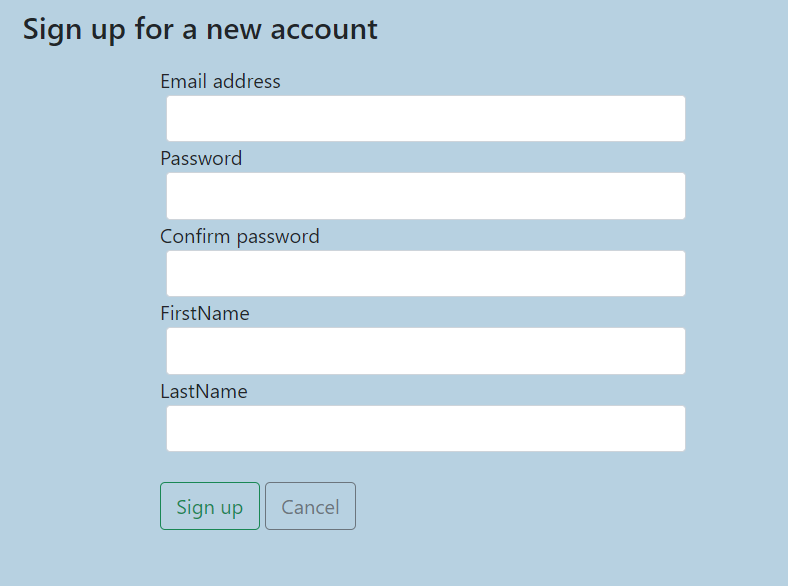 Sign up for a new account
Email address
Password
Confirm password
FirstName
LastName
Sign up Cancel